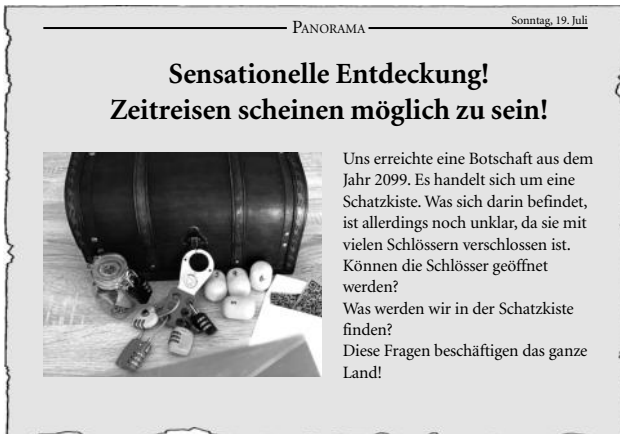 Sonntag, 19. Juli
PANORAMA
Sensationelle Entdeckung!
Zeitreisen scheinen möglich zu sein!
Uns erreichte eine Botschaft aus dem
Jahr 2099. Es handelt sich um eine
Schatzkiste. Was sich darin befindet,
ist allerdings noch unklar, da sie mit
vielen Schlössern verschlossen ist.
Können die Schlösser geöffnet
werden?
Was werden wir in der Schatzkiste
finden?
Diese Fragen beschäftigen das ganze
Land!